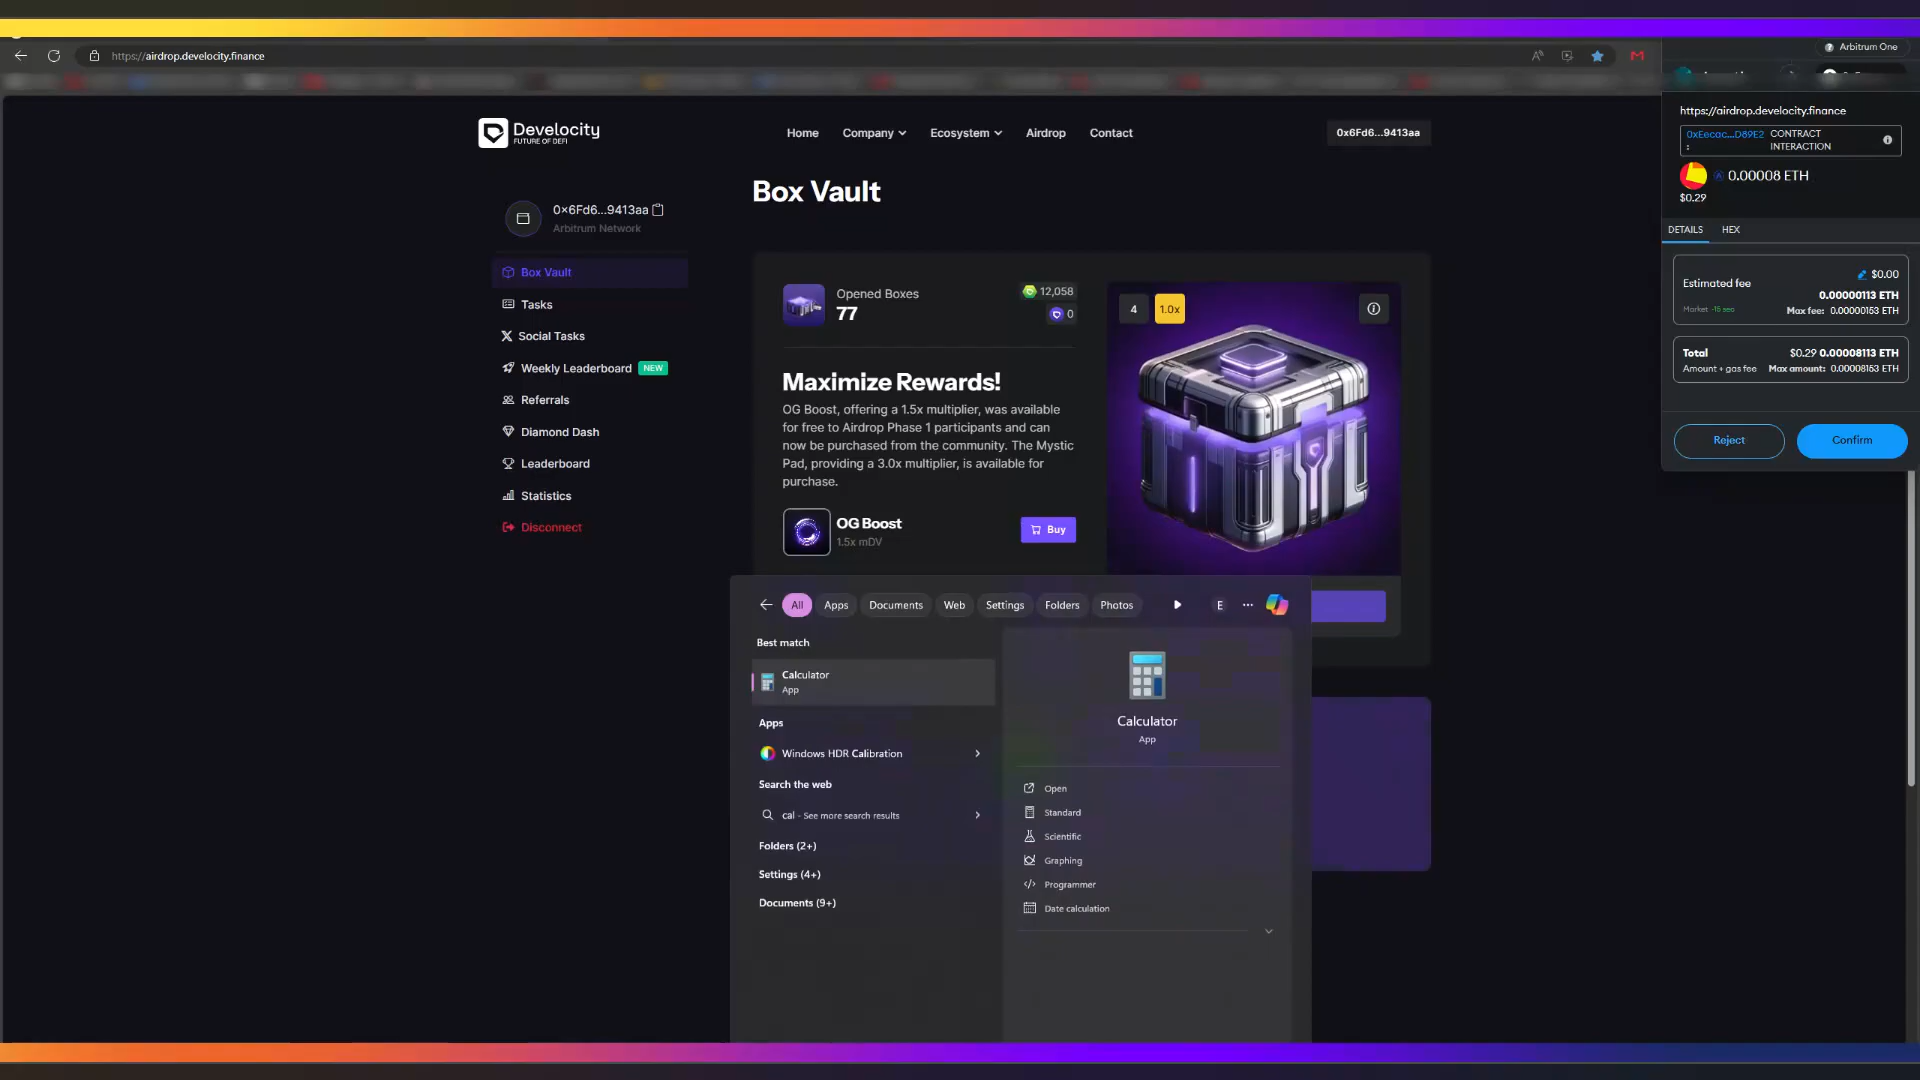 https://airdrop.develocity.finance
Arbitrum One
Develocity
FUTURE OF DEFI
Home
Company
Ecosystem
Airdrop
Contact
0x6Fd6...9413aa
0x6Fd6...9413aa
Arbitrum Network
Box Vault
Tasks
Social Tasks
Weekly Leaderboard NEW
Referrals
Diamond Dash
Leaderboard
Statistics
Disconnect
Box Vault
Opened Boxes
77
12,058
0
Maximize Rewards!
OG Boost, offering a 1.5x multiplier, was available
for free to Airdrop Phase 1 participants and can
now be purchased from the community. The Mystic
Pad, providing a 3.0x multiplier, is available for
purchase.
OG Boost
1.5x mDV
Buy
4
1.0x
https://airdrop.develocity.finance
0xEecac...D89E2 CONTRACT
: INTERACTION
0.00008 ETH
$0.29
DETAILS
HEX
Estimated fee
$0.00
0.00000113 ETH
Market ~15 sec
Max fee: 0.00000153 ETH
Total
$0.29 0.00008113 ETH
Amount + gas fee
Max amount: 0.00008153 ETH
Reject
Confirm
All
Apps
Documents
Web
Settings
Folders
Photos
E
Best match
Calculator
App
Apps
Windows HDR Calibration
Search the web
cal - See more search results
Folders (2+)
Settings (4+)
Documents (9+)
Calculator
App
Open
Standard
Scientific
Graphing
Programmer
Date calculation